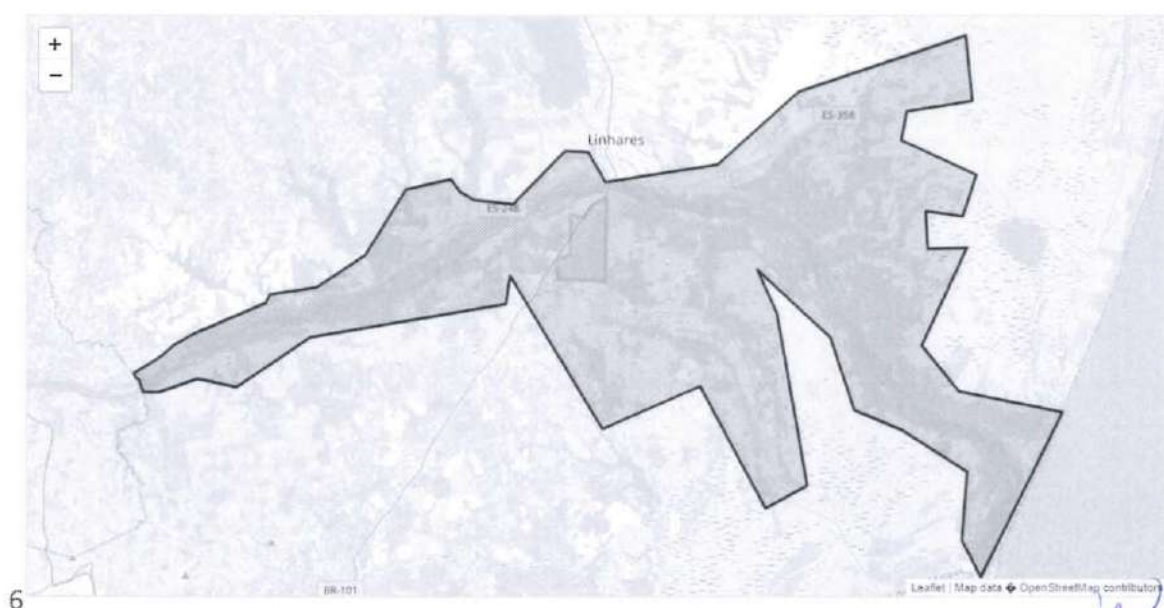 +
−
Linhares
ES-358
ES-248
BR-101
Leaflet | Map data � OpenStreetMap contributors
6